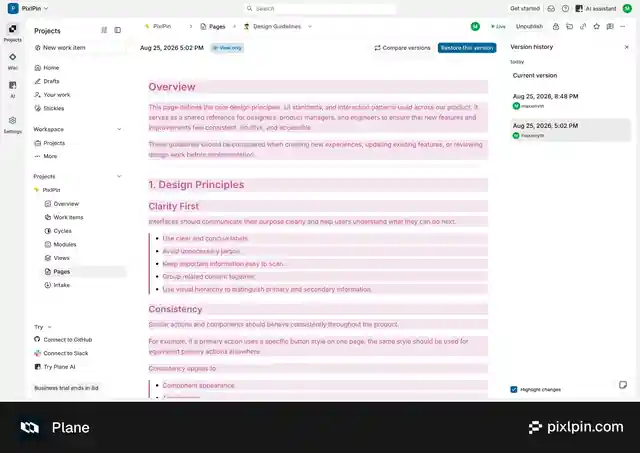 PixlPin
Search
Get started
AI assistant
M
Projects
Wiki
AI
Settings
Projects
New work item
Home
Drafts
Your work
Stickies
Workspace
Projects
More
Projects
PixlPin
Overview
Work items
Cycles
Modules
Views
Pages
Intake
Try
Connect to GitHub
Connect to Slack
Try Plane AI
Business trial ends in 8d
PixlPin > Pages > Design Guidelines
M
Live
Unpublish
Aug 25, 2026 5:02 PM
View only
Compare versions
Restore this version
Overview
This page defines the core design principles, UI standards, and interaction patterns used across our product. It
serves as a shared reference for designers, product managers, and engineers to ensure that new features and
improvements feel consistent, intuitive, and accessible.
These guidelines should be considered when creating new experiences, updating existing features, or reviewing
design work before implementation.
1. Design Principles
Clarity First
Interfaces should communicate their purpose clearly and help users understand what they can do next.
• Use clear and concise labels.
• Avoid unnecessary jargon.
• Keep important information easy to scan.
• Group related content together.
• Use visual hierarchy to distinguish primary and secondary information.
Consistency
Similar actions and components should behave consistently throughout the product.
For example, if a primary action uses a specific button style on one page, the same style should be used for
equivalent primary actions elsewhere.
Consistency applies to:
• Component appearance
Version history
today
Current version
Aug 25, 2026, 8:48 PM
M
Aug 25, 2026, 5:02 PM
M
Highlight changes
Plane
pixlpin.com